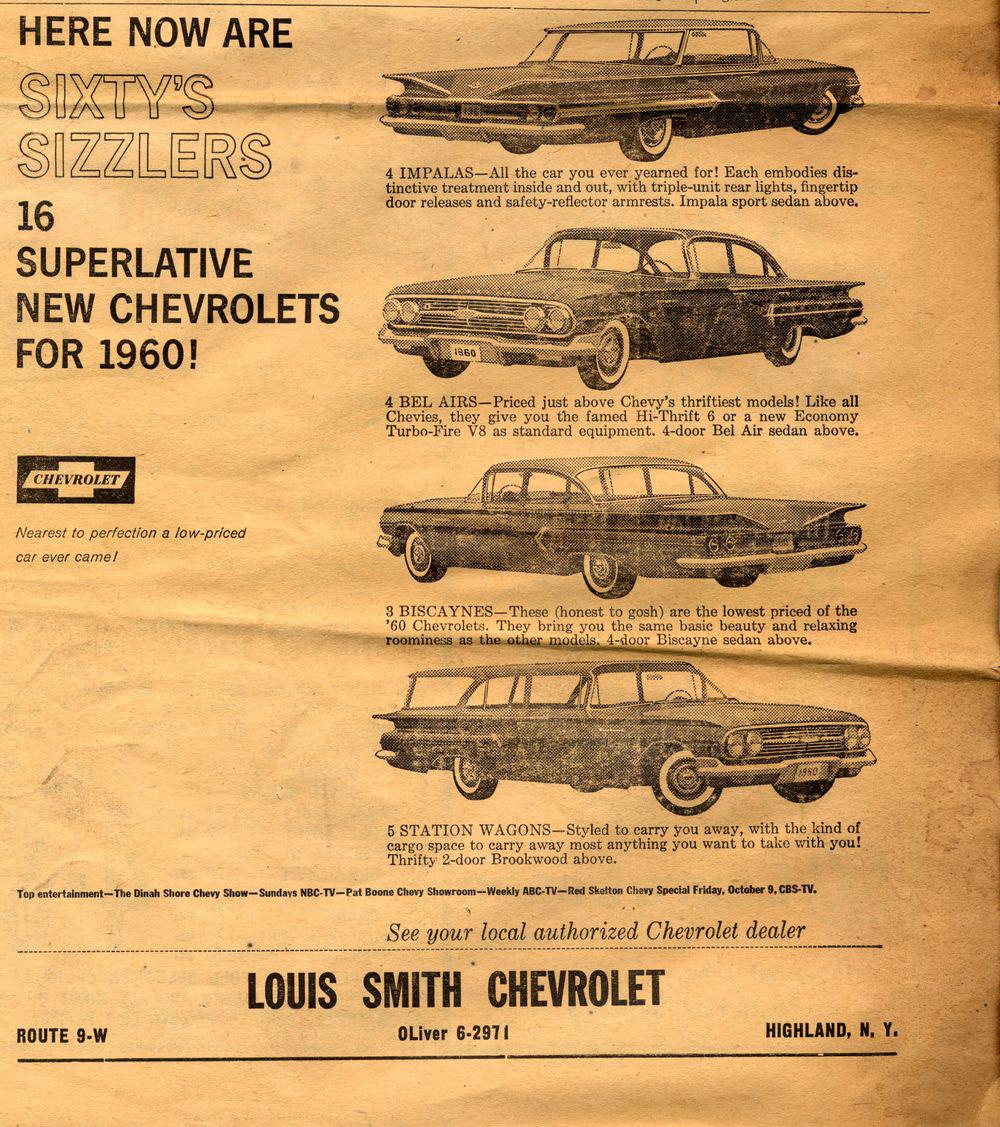 HERE NOW ARE
SIXTY'S
SIZZLERS
16
SUPERLATIVE
NEW CHEVROLETS
FOR 1960!
CHEVROLET
Nearest to perfection a low-priced
car ever came!
4 IMPALAS—All the car you ever yearned for! Each embodies dis-
tinctive treatment inside and out, with triple-unit rear lights, fingertip
door releases and safety-reflector armrests. Impala sport sedan above.
1960
4 BEL AIRS—Priced just above Chevy's thriftiest models! Like all
Chevies, they give you the famed Hi-Thrift 6 or a new Economy
Turbo-Fire V8 as standard equipment. 4-door Bel Air sedan above.
3 BISCAYNES—These (honest to gosh) are the lowest priced of the
'60 Chevrolets. They bring you the same basic beauty and relaxing
roominess as the other models. 4-door Biscayne sedan above.
1960
5 STATION WAGONS—Styled to carry you away, with the kind of
cargo space to carry away most anything you want to take with you!
Thrifty 2-door Brookwood above.
Top entertainment—The Dinah Shore Chevy Show—Sundays NBC-TV—Pat Boone Chevy Showroom—Weekly ABC-TV—Red Skelton Chevy Special Friday, October 9, CBS-TV.
See your local authorized Chevrolet dealer
LOUIS SMITH CHEVROLET
ROUTE 9-W OLiver 6-2971 HIGHLAND, N. Y.